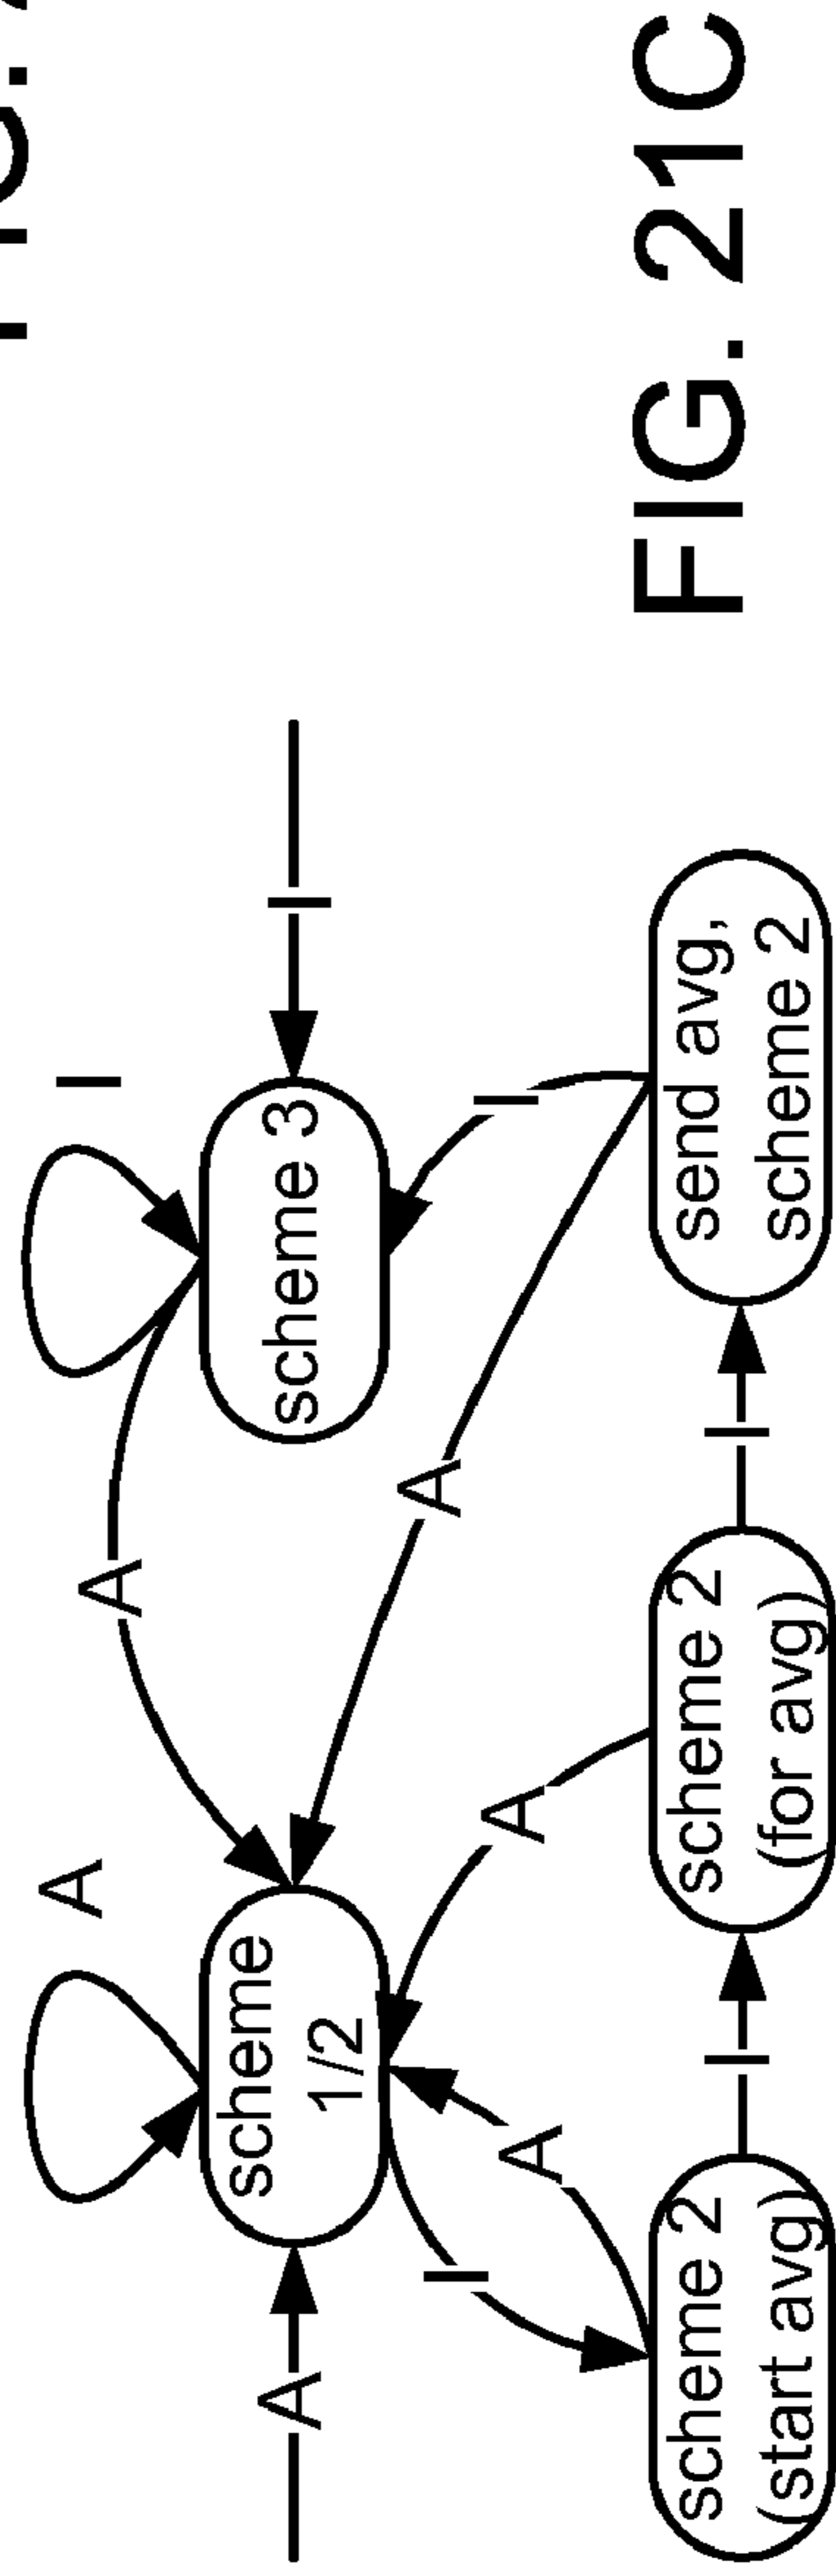 A
I
A
scheme
1/2
A
scheme 3
I
A
I
I
A
A
scheme 2
(start avg)
I
scheme 2
(for avg)
I
send avg,
scheme 2
FIG. 21C